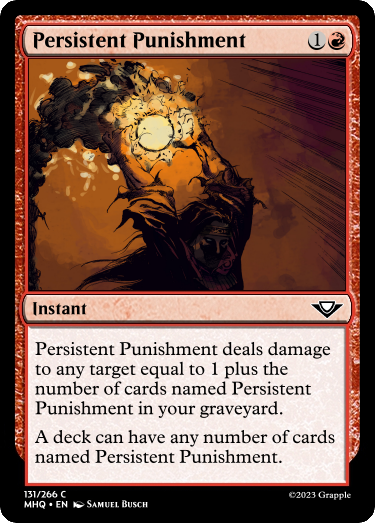 Persistent Punishment 1
Instant
Persistent Punishment deals damage
to any target equal to 1 plus the
number of cards named Persistent
Punishment in your graveyard.
A deck can have any number of cards
named Persistent Punishment.
131/266 C
MHQ • EN Samuel Busch
©2023 Grapple